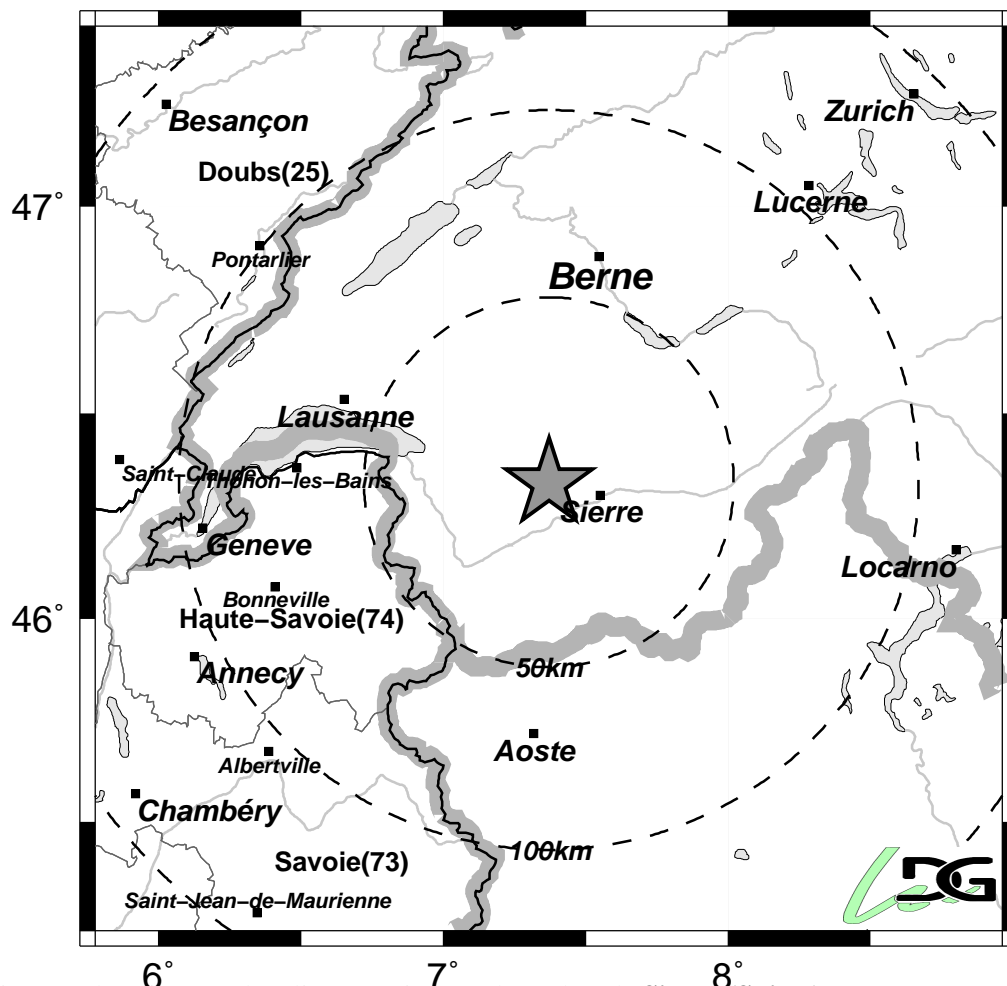 Besançon
Zurich
Doubs(25)
Lucerne
47°
Pontarlier
Berne
Lausanne
Saint-Claude
Thonon-les-Bains
Sierre
Geneve
Locarno
Bonneville
46°
Haute-Savoie(74)
Annecy
50km
Aoste
Albertville
Chambéry
100km
Savoie(73)
DG
Saint-Jean-de-Maurienne
6°
7°
8°